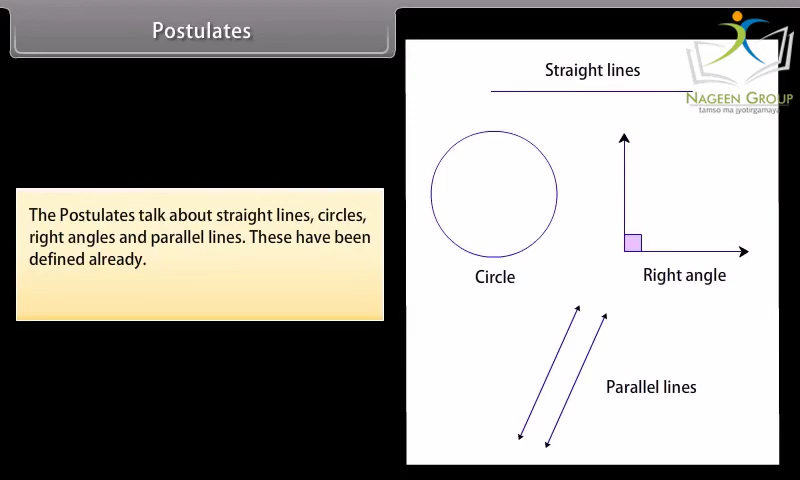 Postulates
The Postulates talk about straight lines, circles,
right angles and parallel lines. These have been
defined already.
Straight lines
NAGEEN GROUP
tamso ma jyotirgamaya
Circle
Right angle
Parallel lines